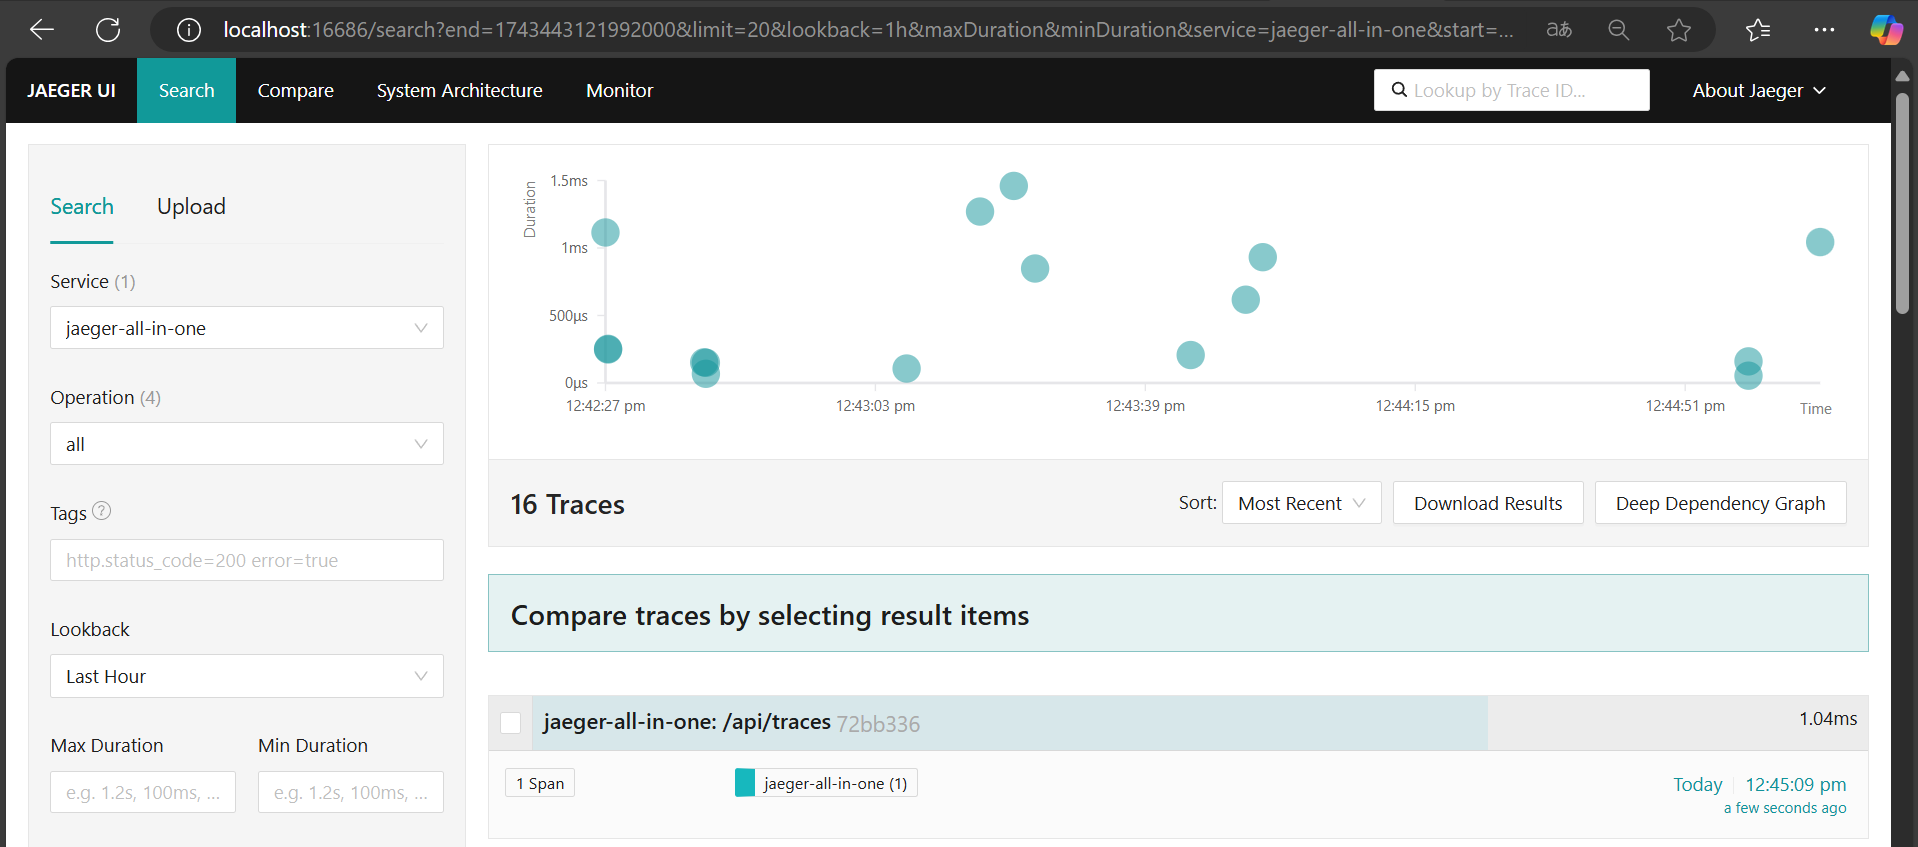 localhost:16686/search?end=1743443121992000&limit=20&lookback=1h&maxDuration&minDuration&service=jaeger-all-in-one&start=...
JAEGER UI
Search
Compare
System Architecture
Monitor
Lookup by Trace ID...
About Jaeger
Search
Upload
Service (1)
jaeger-all-in-one
Operation (4)
all
Tags
http.status_code=200 error=true
Lookback
Last Hour
Max Duration
Min Duration
e.g. 1.2s, 100ms, ...
e.g. 1.2s, 100ms, ...
Duration
1.5ms
1ms
500μs
0μs
12:42:27 pm
12:43:03 pm
12:43:39 pm
12:44:15 pm
12:44:51 pm
Time
16 Traces
Sort:
Most Recent
Download Results
Deep Dependency Graph
Compare traces by selecting result items
jaeger-all-in-one: /api/traces 72bb336
1.04ms
1 Span
jaeger-all-in-one (1)
Today
12:45:09 pm
a few seconds ago